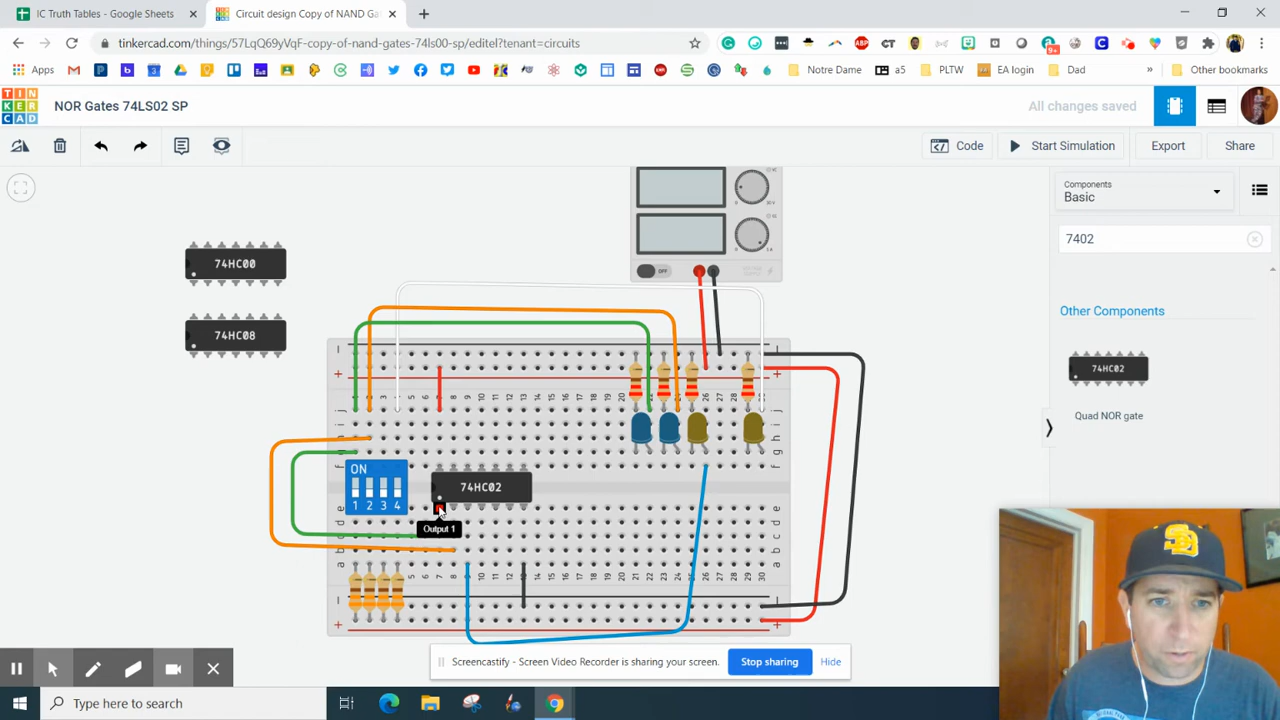 IC Truth Tables - Google Sheets
Circuit design Copy of NAND Ga
tinkercad.com/things/57LqQ69yVqF-copy-of-nand-gates-74ls00-sp/editel?tenant=circuits
ABP
9+
Apps
Notre Dame
a5
PLTW
EA login
Dad
Other bookmarks
TIN
KER
CAD
NOR Gates 74LS02 SP
All changes saved
Code
Start Simulation
Export
Share
Components
Basic
7402
Other Components
74HC02
Quad NOR gate
74HC00
74HC08
OFF
ON
1 2 3 4
74HC02
Output 1
Screencastify - Screen Video Recorder is sharing your screen.
Stop sharing
Hide
Type here to search
SD